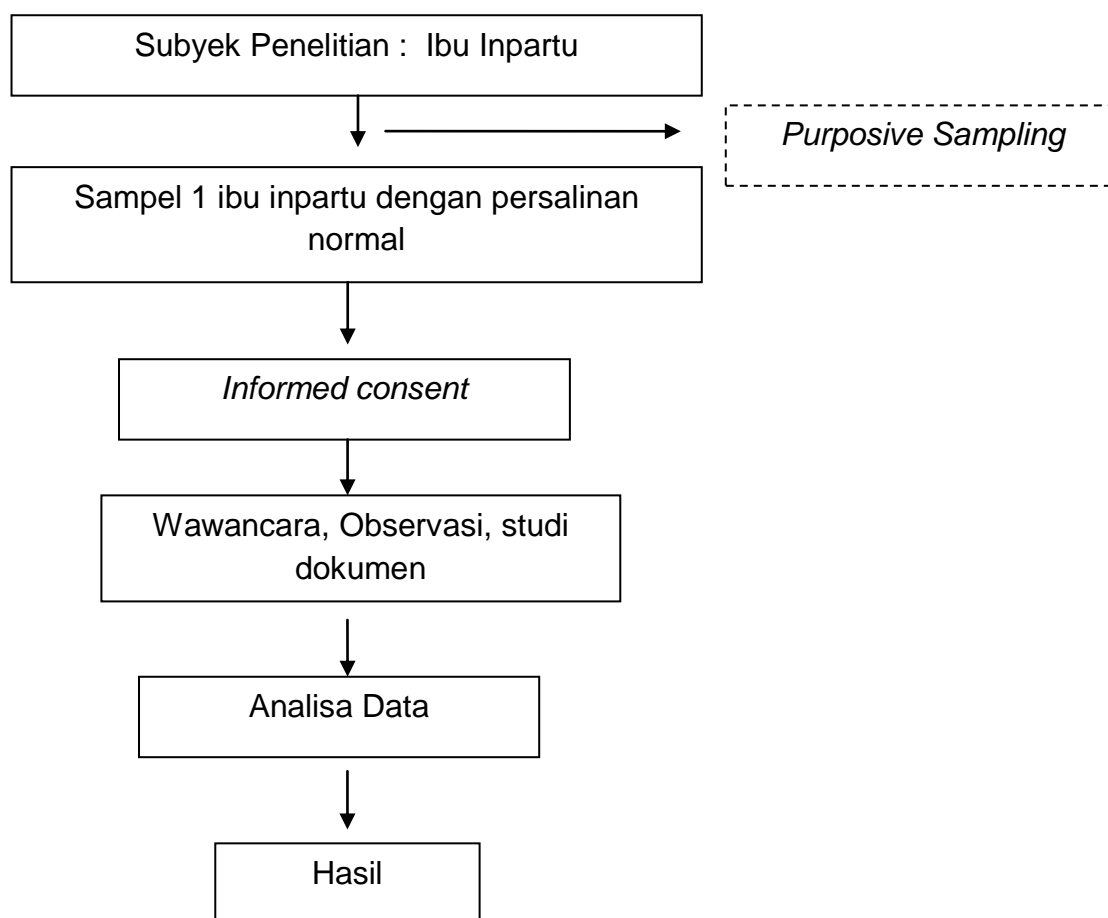 Subyek Penelitian :  Ibu Inpartu
Purposive Sampling
Sampel 1 ibu inpartu dengan persalinan
normal
Informed consent
Wawancara, Observasi, studi
dokumen
Analisa Data
Hasil